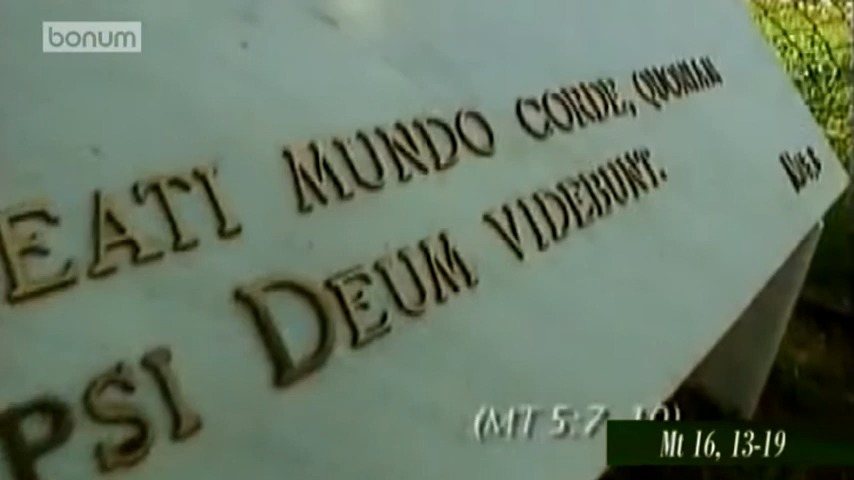 bonum
EATI MUNDO CORDE, QUONIAM
PSI DEUM VIDEBUNT.
(MT 5:7-10)
Mt 16, 13-19